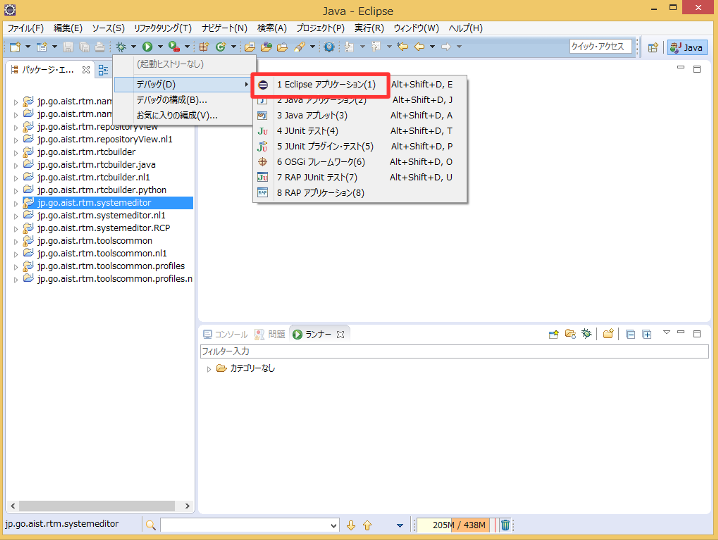 Java - Eclipse
ファイル(F) 編集(E) ソース(S) リファクタリング(T) ナビゲート(N) 検索(A) プロジェクト(P) 実行(R) ウィンドウ(W) ヘルプ(H)
クイック・アクセス Java
パッケージ・エ...
(起動ヒストリーなし)
デバッグ(D)
デバッグの構成(B)...
お気に入りの編成(V)...
1 Eclipse アプリケーション(1) Alt+Shift+D, E
2 Java アプリケーション(2) Alt+Shift+D, J
3 Java アプレット(3) Alt+Shift+D, A
4 JUnit テスト(4) Alt+Shift+D, T
5 JUnit プラグイン・テスト(5) Alt+Shift+D, P
6 OSGi フレームワーク(6) Alt+Shift+D, O
7 RAP JUnit テスト(7) Alt+Shift+D, U
8 RAP アプリケーション(8)
jp.go.aist.rtm.nam
jp.go.aist.rtm.nam
jp.go.aist.rtm.repositoryView
jp.go.aist.rtm.repositoryView.nl1
jp.go.aist.rtm.rtcbuilder
jp.go.aist.rtm.rtcbuilder.java
jp.go.aist.rtm.rtcbuilder.nl1
jp.go.aist.rtm.rtcbuilder.python
jp.go.aist.rtm.systemeditor
jp.go.aist.rtm.systemeditor.nl1
jp.go.aist.rtm.systemeditor.RCP
jp.go.aist.rtm.toolscommon
jp.go.aist.rtm.toolscommon.nl1
jp.go.aist.rtm.toolscommon.profiles
jp.go.aist.rtm.toolscommon.profiles.n
コンソール 問題 ランナー
フィルター入力
カテゴリーなし
jp.go.aist.rtm.systemeditor
205M / 438M